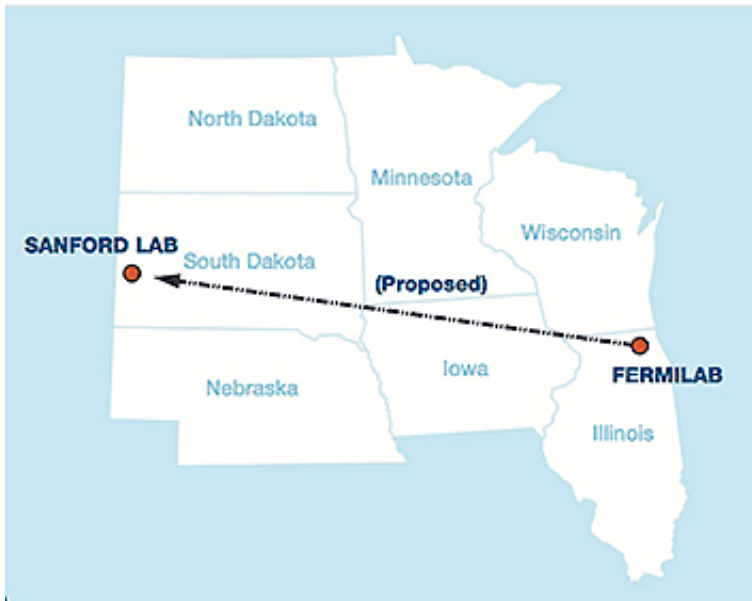 North Dakota
Minnesota
Wisconsin
SANFORD LAB
South Dakota
(Proposed)
Iowa
FERMILAB
Nebraska
Illinois